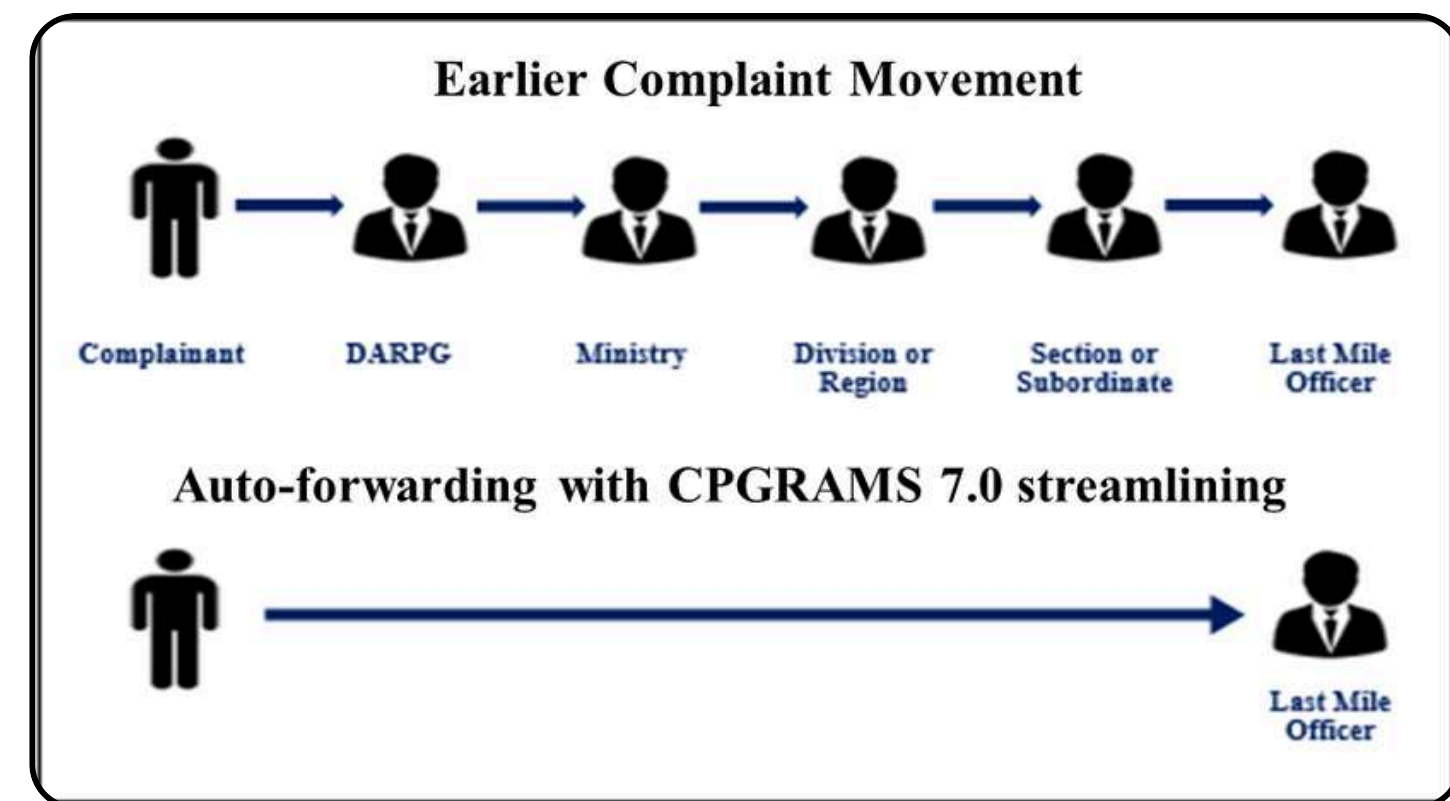 Earlier Complaint Movement
Complainant
DARPG
Ministry
Division or
Region
Section or
Subordinate
Last Mile
Officer
Auto-forwarding with CPGRAMS 7.0 streamlining
Last Mile
Officer